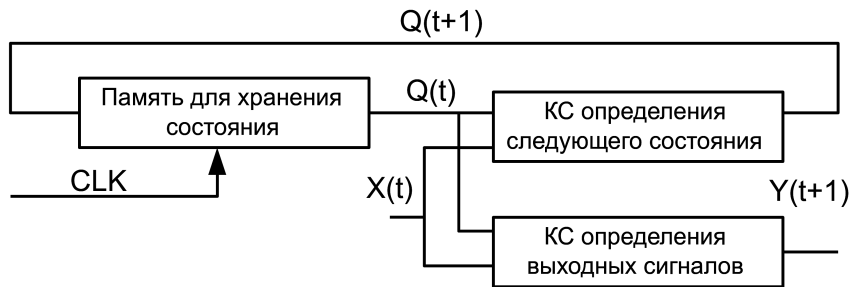 Q(t+1)
Память для хранения
состояния
Q(t)
КС определения
следующего состояния
CLK
X(t)
Y(t+1)
КС определения
выходных сигналов